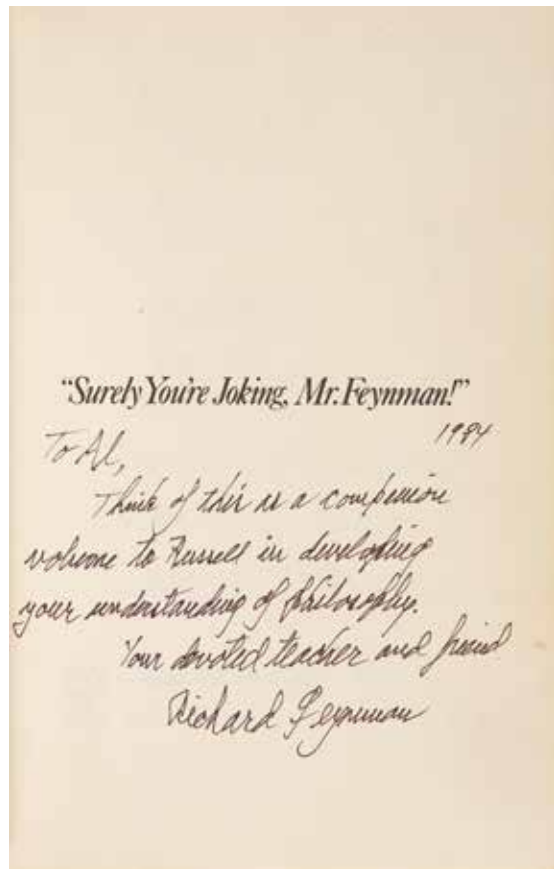 “Surely You're Joking, Mr. Feynman!”
1984
To Al,
Think of this as a companion
volume to Russell in developing
your understanding of philosophy.
Your devoted teacher and friend
Richard Feynman